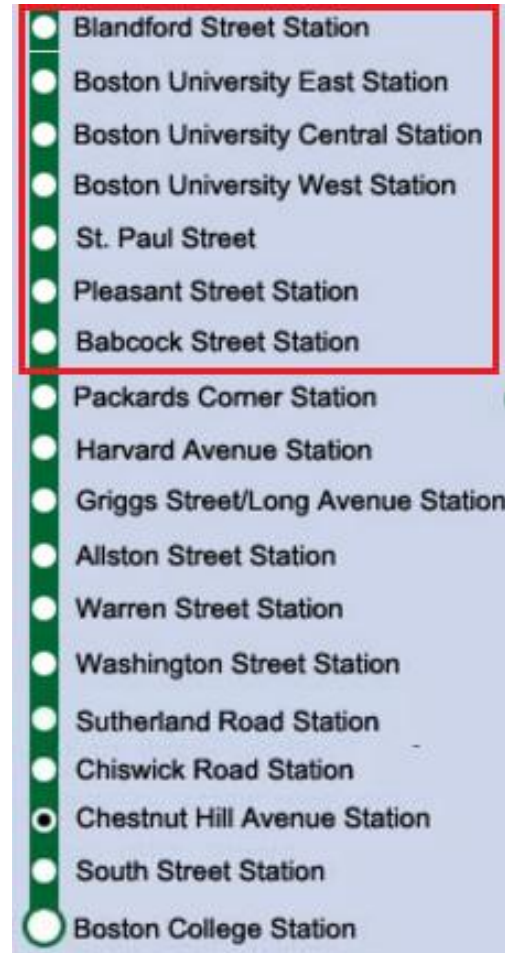 Blandford Street Station
Boston University East Station
Boston University Central Station
Boston University West Station
St. Paul Street
Pleasant Street Station
Babcock Street Station
Packards Corner Station
Harvard Avenue Station
Griggs Street/Long Avenue Station
Allston Street Station
Warren Street Station
Washington Street Station
Sutherland Road Station
Chiswick Road Station
Chestnut Hill Avenue Station
South Street Station
Boston College Station